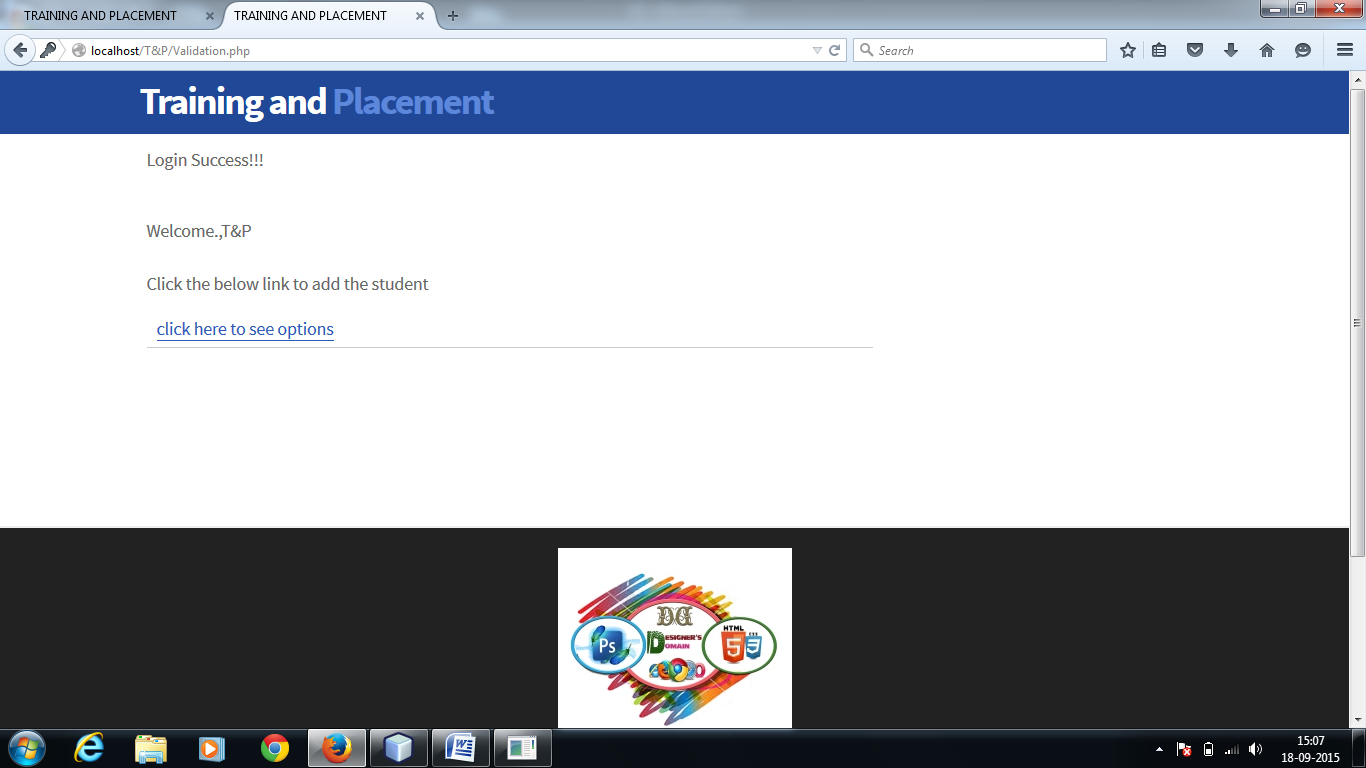 TRAINING AND PLACEMENT
TRAINING AND PLACEMENT
localhost/T&P/Validation.php
Search
Training and Placement
Login Success!!!
Welcome.,T&P
Click the below link to add the student
click here to see options
DG
DESIGNER'S
DOMAIN
Ps
HTML
5
CSS
3
15:07
18-09-2015